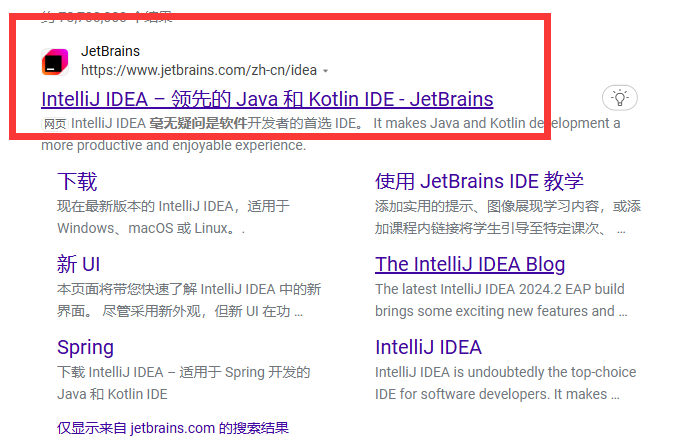 约 76,700,000 个结果
JetBrains
https://www.jetbrains.com/zh-cn/idea
IntelliJ IDEA – 领先的 Java 和 Kotlin IDE - JetBrains
网页 IntelliJ IDEA 毫无疑问是软件开发者的首选 IDE。 It makes Java and Kotlin development a
more productive and enjoyable experience.
下载
现在最新版本的 IntelliJ IDEA，适用于
Windows、macOS 或 Linux。.
使用 JetBrains IDE 教学
添加实用的提示、图像展现学习内容，或添
加课程内链接将学生引导至特定课次、 ...
新 UI
本页面将带您快速了解 IntelliJ IDEA 中的新
界面。 尽管采用新外观，但新 UI 在功 ...
The IntelliJ IDEA Blog
The latest IntelliJ IDEA 2024.2 EAP build
brings some exciting new features and ...
Spring
下载 IntelliJ IDEA – 适用于 Spring 开发的
Java 和 Kotlin IDE
IntelliJ IDEA
IntelliJ IDEA is undoubtedly the top-choice
IDE for software developers. It makes ...
仅显示来自 jetbrains.com 的搜索结果